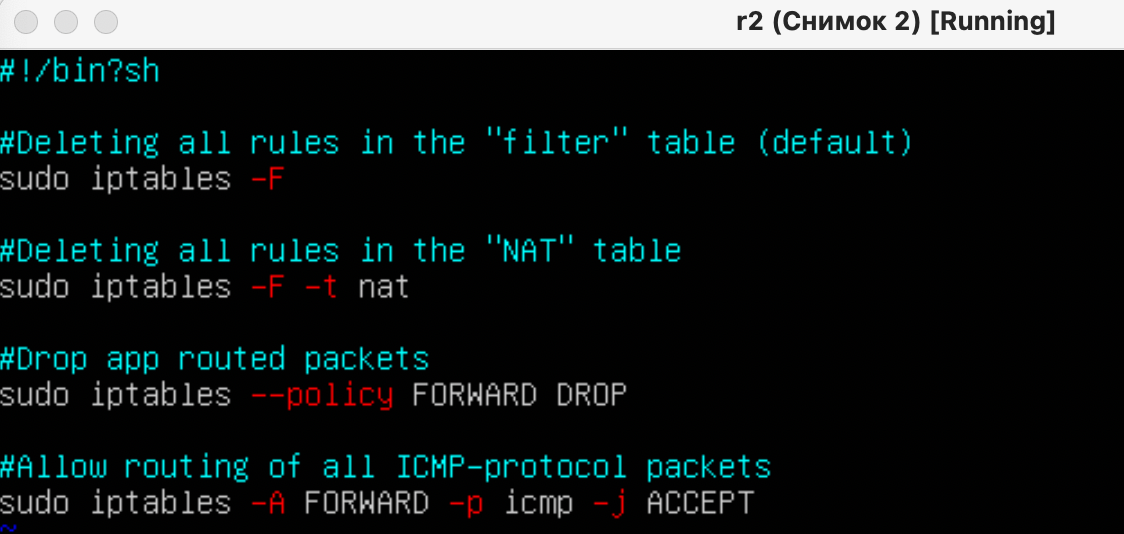 r2 (Снимок 2) [Running]
#!/bin?sh
#Deleting all rules in the "filter" table (default)
sudo iptables -F
#Deleting all rules in the "NAT" table
sudo iptables -F -t nat
#Drop app routed packets
sudo iptables --policy FORWARD DROP
#Allow routing of all ICMP-protocol packets
sudo iptables -A FORWARD -p icmp -j ACCEPT
~